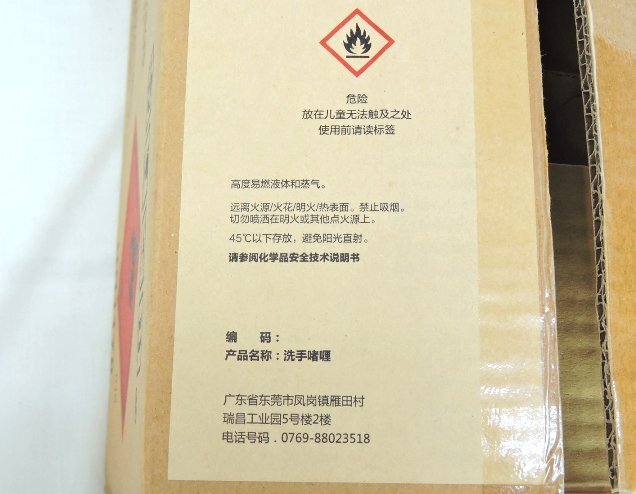 危险
放在儿童无法触及之处
使用前请读标签
高度易燃液体和蒸气。
远离火源/火花/明火/热表面。禁止吸烟。
切勿喷洒在明火或其他点火源上。
45℃以下存放，避免阳光直射。
请参阅化学品安全技术说明书
编 码：
产品名称：洗手啫喱
广东省东莞市凤岗镇雁田村
瑞昌工业园5号楼2楼
电话号码．0769-88023518